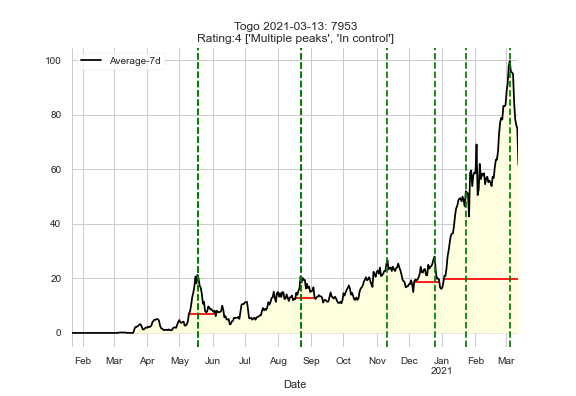 Togo 2021-03-13: 7953
Rating:4 ['Multiple peaks', 'In control']
Average-7d
100
80
60
40
20
0
Feb Mar Apr May Jun Jul Aug Sep Oct Nov Dec Jan Feb Mar
2021
Date